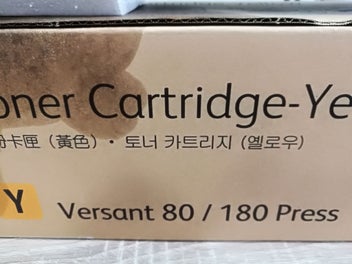 oner Cartridge-Ye
卡匣（黃色）・토너 카트리지 (옐로우)
Y
Versant 80 / 180 Press